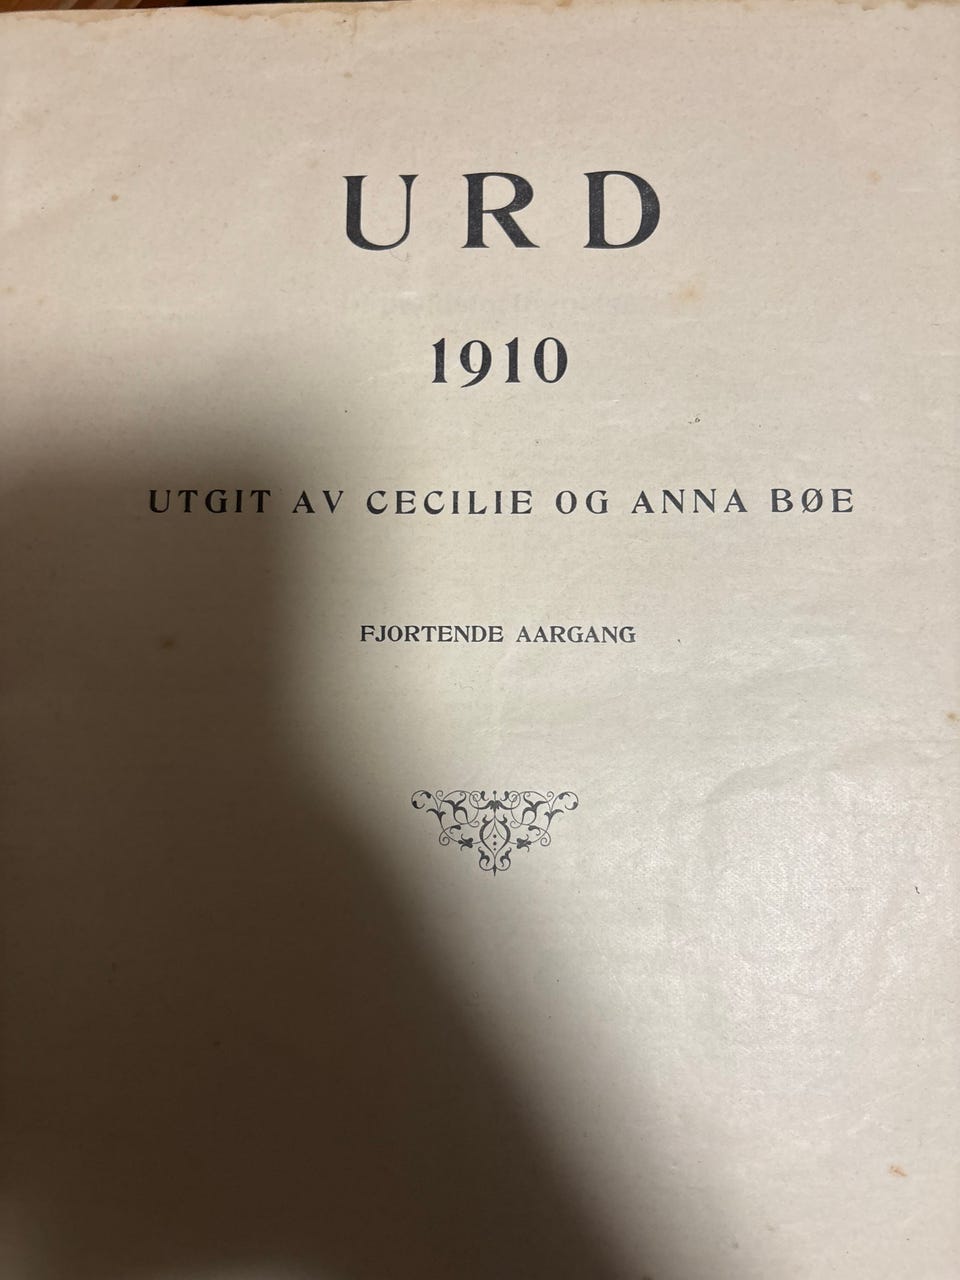 URD
1910
UTGIT AV CECILIE OG ANNA BØE
FJORTENDE AARGANG